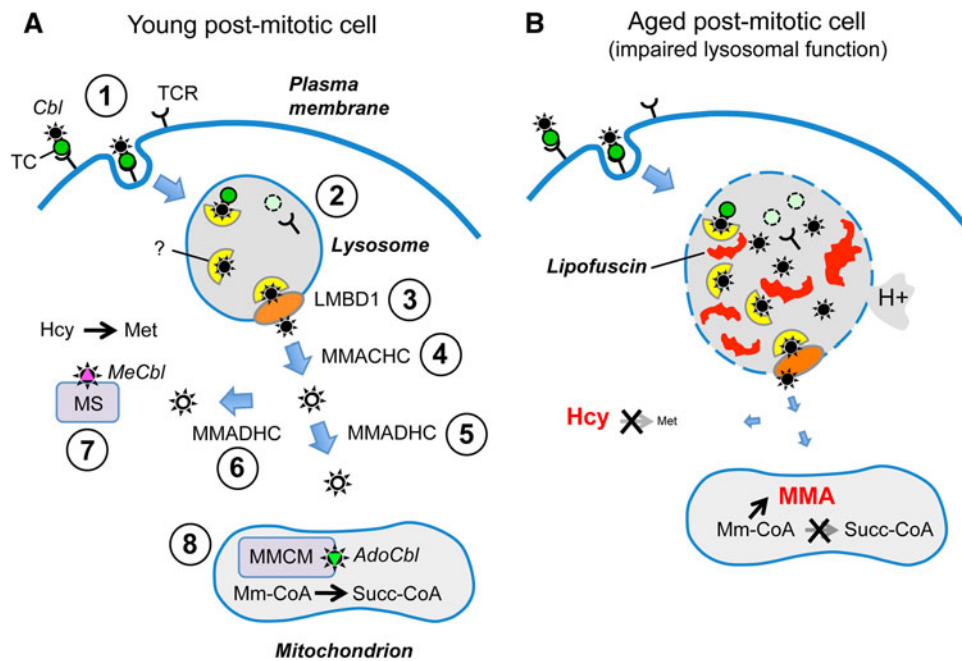 A
Young post-mitotic cell
Cbl
1
TCR
Plasma
membrane
TC
2
?
Lysosome
LMBD1
3
Hcy
Met
MMACHC
4
MeCbl
MS
7
MMADHC
6
MMADHC
5
8
MMCM
AdoCbl
Mm-CoA
Succ-CoA
Mitochondrion
B
Aged post-mitotic cell
(impaired lysosomal function)
Lipofuscin
H+
Hcy
Met
MMA
Mm-CoA
Succ-CoA